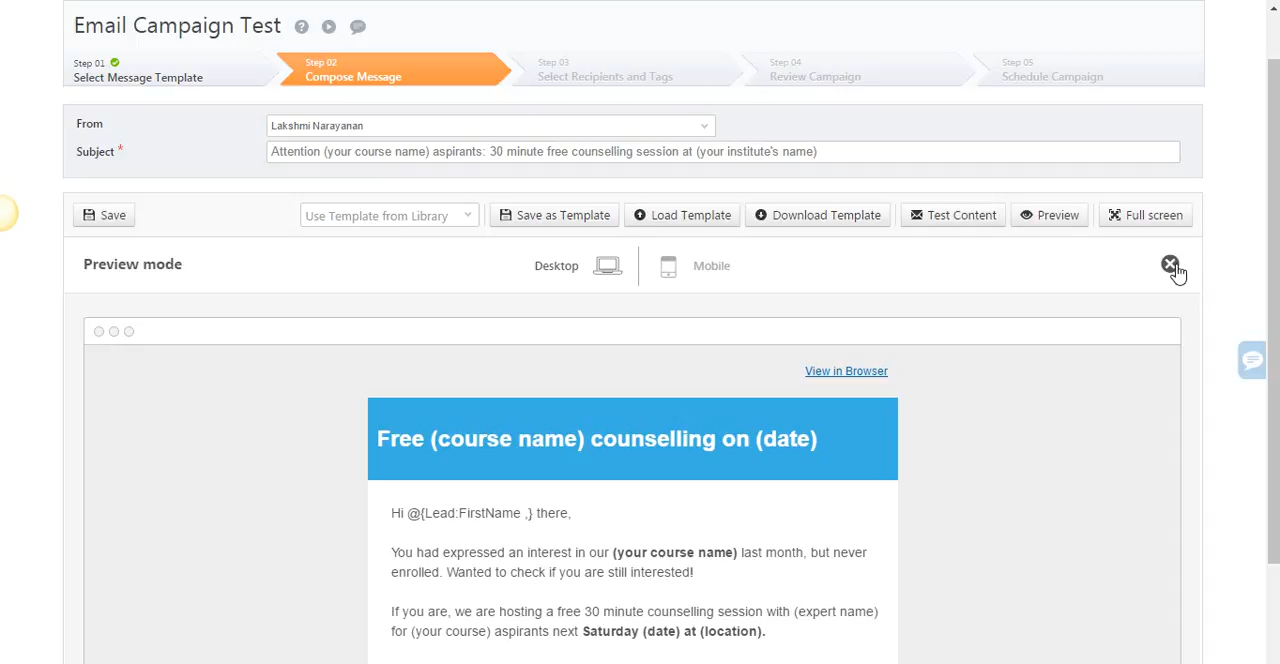 Email Campaign Test
Step 01
Select Message Template
Step 02
Compose Message
Step 03
Select Recipients and Tags
Step 04
Review Campaign
Step 05
Schedule Campaign
From
Lakshmi Narayanan
Subject *
Attention (your course name) aspirants: 30 minute free counselling session at (your institute's name)
Save
Use Template from Library
Save as Template
Load Template
Download Template
Test Content
Preview
Full screen
Preview mode
Desktop
Mobile
View in Browser
Free (course name) counselling on (date)
Hi @{Lead:FirstName ,} there,
You had expressed an interest in our (your course name) last month, but never
enrolled. Wanted to check if you are still interested!
If you are, we are hosting a free 30 minute counselling session with (expert name)
for (your course) aspirants next Saturday (date) at (location).